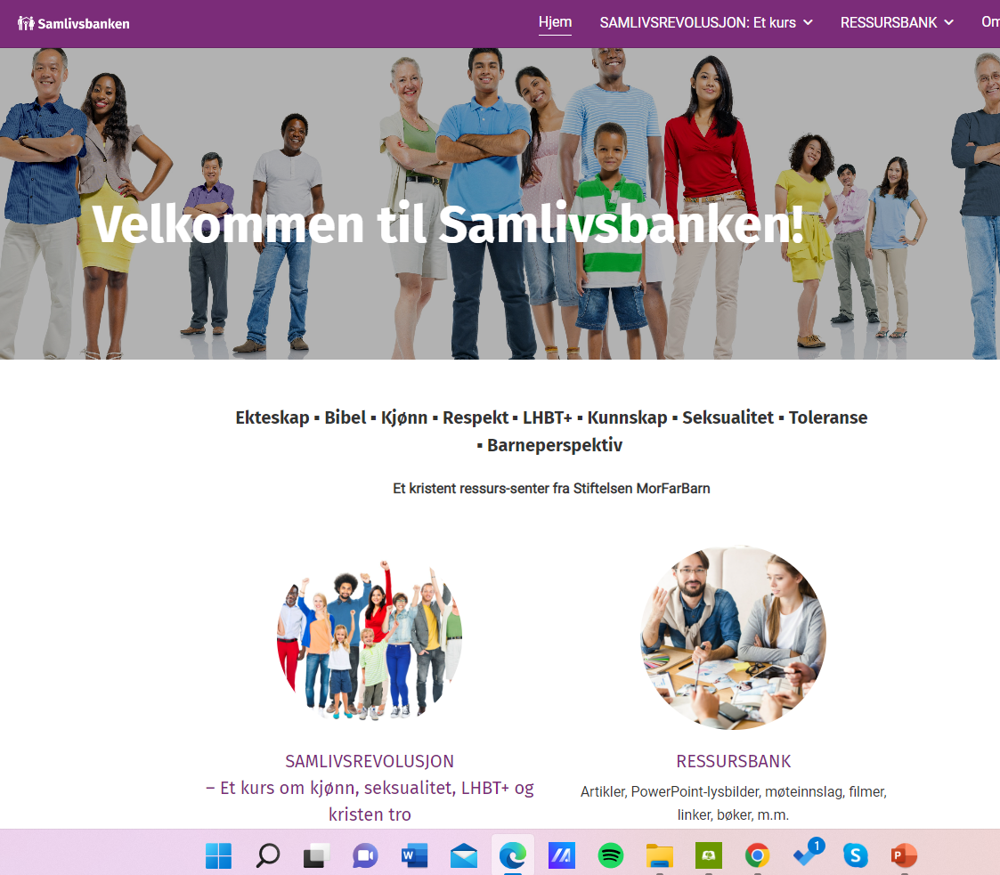 Samlivsbanken
Hjem
SAMLIVSREVOLUSJON: Et kurs
RESSURSBANK
Om
Velkommen til Samlivsbanken!
Ekteskap ▪ Bibel ▪ Kjønn ▪ Respekt ▪ LHBT+ ▪ Kunnskap ▪ Seksualitet ▪ Toleranse
▪ Barneperspektiv
Et kristent ressurs-senter fra Stiftelsen MorFarBarn
SAMLIVSREVOLUSJON
– Et kurs om kjønn, seksualitet, LHBT+ og
kristen tro
RESSURSBANK
Artikler, PowerPoint-lysbilder, møteinnslag, filmer,
linker, bøker, m.m.
W
1
S
P